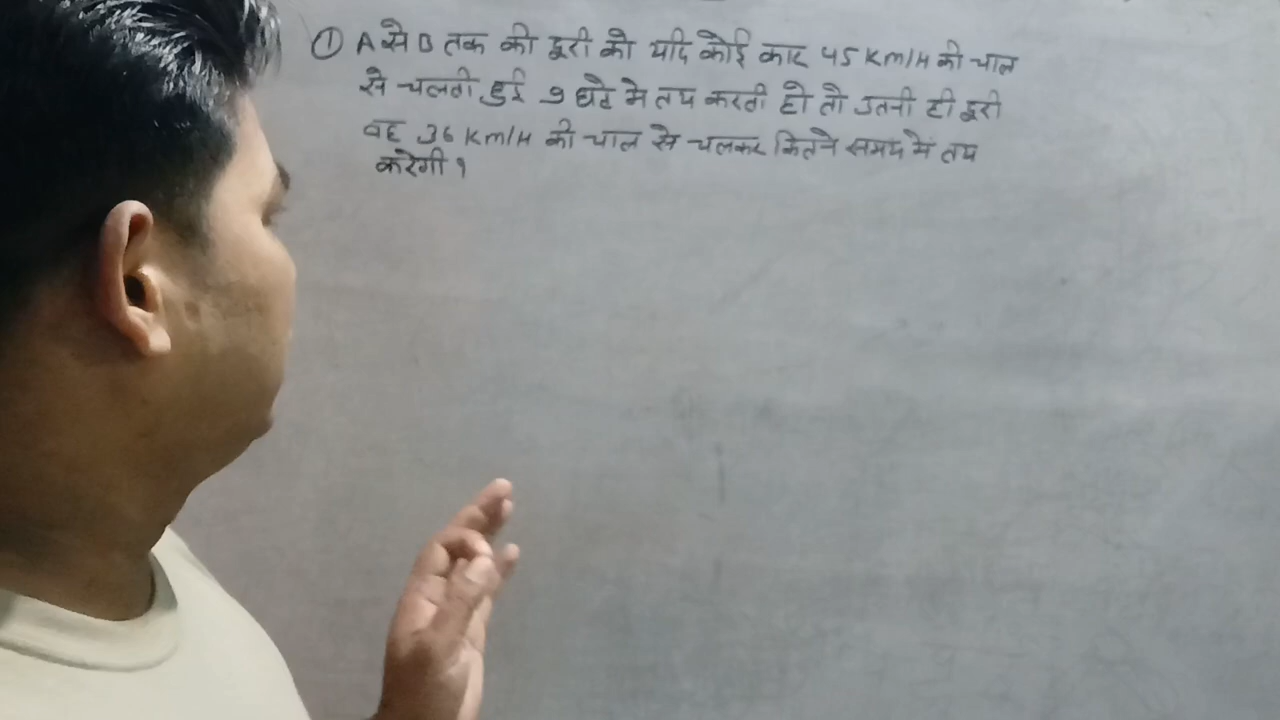 ① A से B तक की दूरी को यदि कोई कार 45 Km/H की चाल
से चलती हुई 9 घंटे मे तय करती हो तो उतनी ही दूरी
वह 36 Km/H की चाल से चलकर कितने समय में तय
करेगी ?